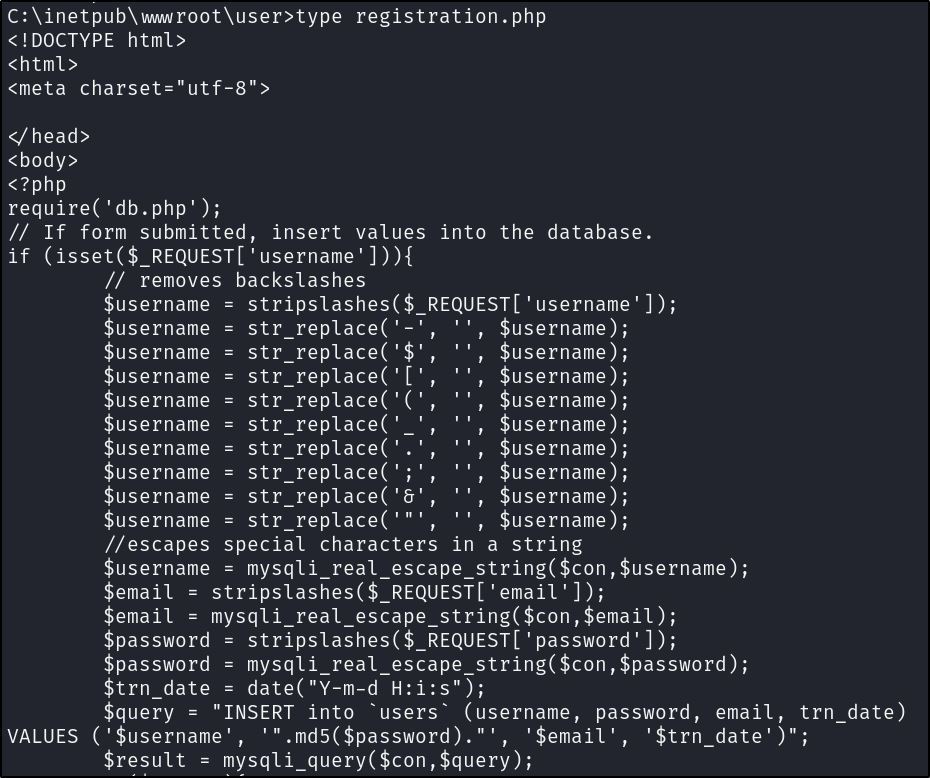 C:\inetpub\wwwroot\user>type registration.php
<!DOCTYPE html>
<html>
<meta charset="utf-8">
</head>
<body>
<?php
require('db.php');
// If form submitted, insert values into the database.
if (isset($_REQUEST['username'])){
        // removes backslashes
        $username = stripslashes($_REQUEST['username']);
        $username = str_replace('-', '', $username);
        $username = str_replace('$', '', $username);
        $username = str_replace('[', '', $username);
        $username = str_replace('(', '', $username);
        $username = str_replace('_', '', $username);
        $username = str_replace('.', '', $username);
        $username = str_replace(';', '', $username);
        $username = str_replace('&', '', $username);
        $username = str_replace('"', '', $username);
        //escapes special characters in a string
        $username = mysqli_real_escape_string($con,$username);
        $email = stripslashes($_REQUEST['email']);
        $email = mysqli_real_escape_string($con,$email);
        $password = stripslashes($_REQUEST['password']);
        $password = mysqli_real_escape_string($con,$password);
        $trn_date = date("Y-m-d H:i:s");
        $query = "INSERT into `users` (username, password, email, trn_date)
VALUES ('$username', '".md5($password)."', '$email', '$trn_date')";
        $result = mysqli_query($con,$query);